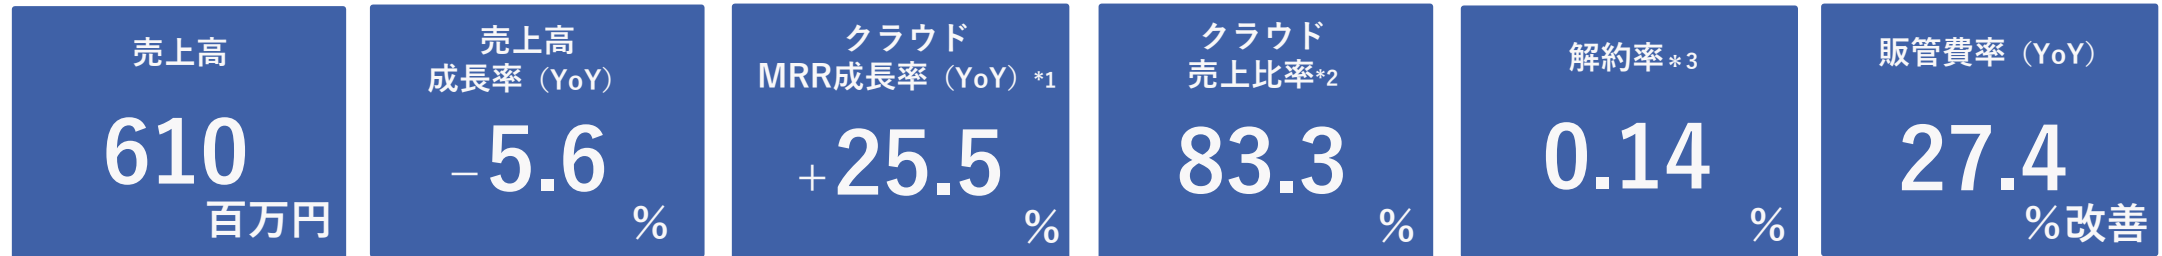 売上高
610
百万円
売上高
成長率（YoY）
－5.6
%
クラウド
MRR成長率（YoY）*1
+25.5
%
クラウド
売上比率*2
83.3
%
解約率＊3
0.14
%
販管費率（YoY）
27.4
%改善